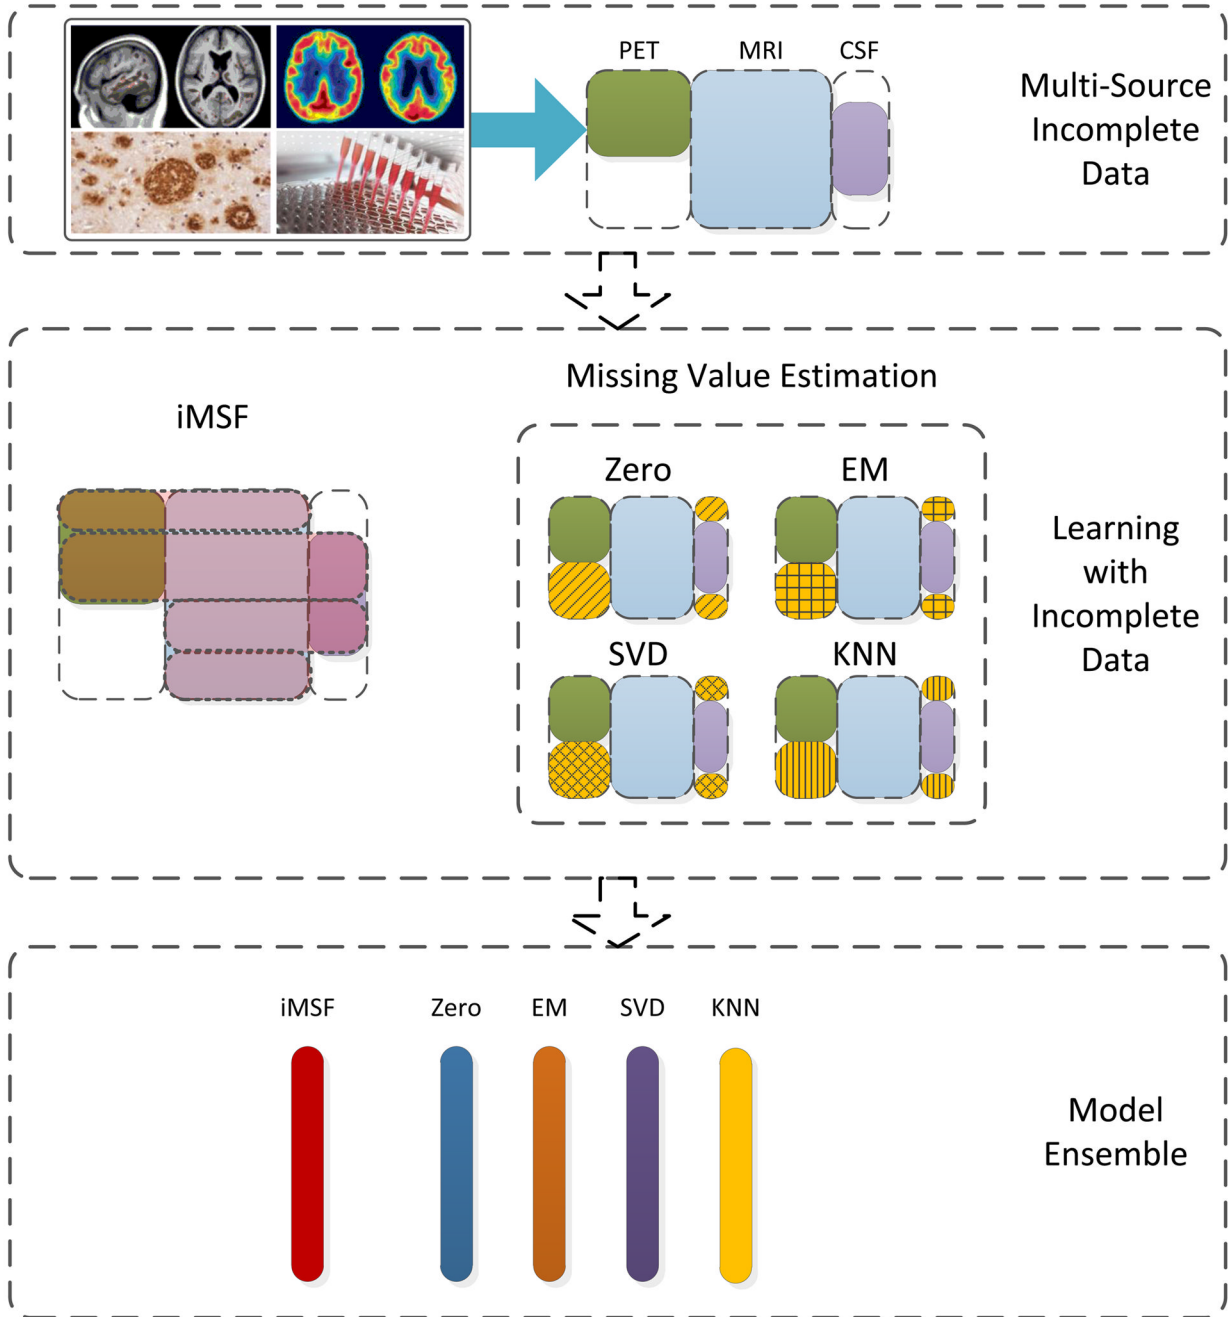 PET MRI CSF
Multi-Source
Incomplete
Data
iMSF
Missing Value Estimation
Zero EM
SVD KNN
Learning
with
Incomplete
Data
iMSF Zero EM SVD KNN
Model
Ensemble